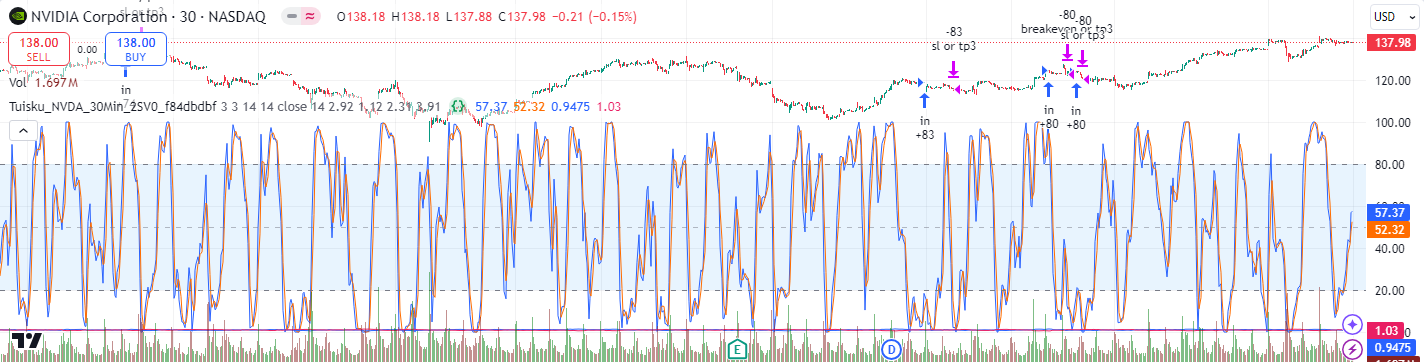 NVIDIA Corporation · 30 · NASDAQ O138.18 H138.18 L137.88 C137.98 −0.21 (−0.15%)
USD
138.00 SELL
0.00
138.00 BUY
Vol 1.697M
in
Tuisku_NVDA_30Min_2SV0_f84dbdbf 3 3 14 14 close 14 2.92 1.12 2.31 3.91 {} 57.37 52.32 0.9475 1.03
-83
sl or tp3
in
+83
-80
breakeven or tp3
-80
sl or tp3
in
+80
in
+80
137.98
120.00
100.00
80.00
57.37
52.32
40.00
20.00
1.03
0.9475
E
D